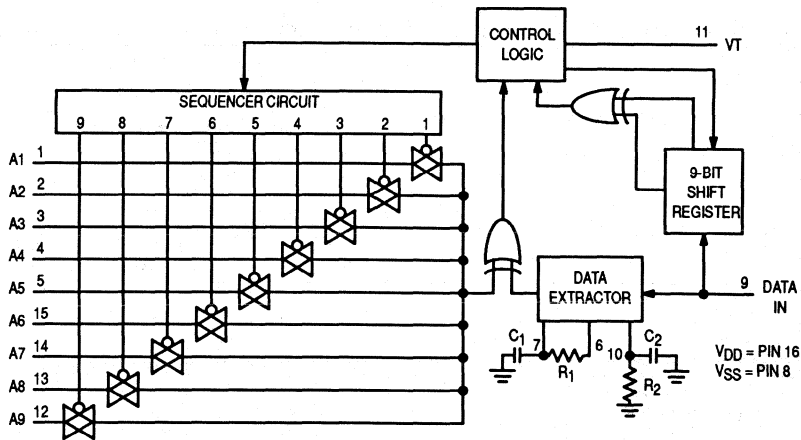 CONTROL
LOGIC
11
VT
SEQUENCER CIRCUIT
9 8 7 6 5 4 3 2 1
A1 1
A2 2
A3 3
A4 4
A5 5
A6 15
A7 14
A8 13
A9 12
9-BIT
SHIFT
REGISTER
DATA
EXTRACTOR
9
DATA
IN
C1
7
R1
6
10
C2
R2
VDD = PIN 16
VSS = PIN 8